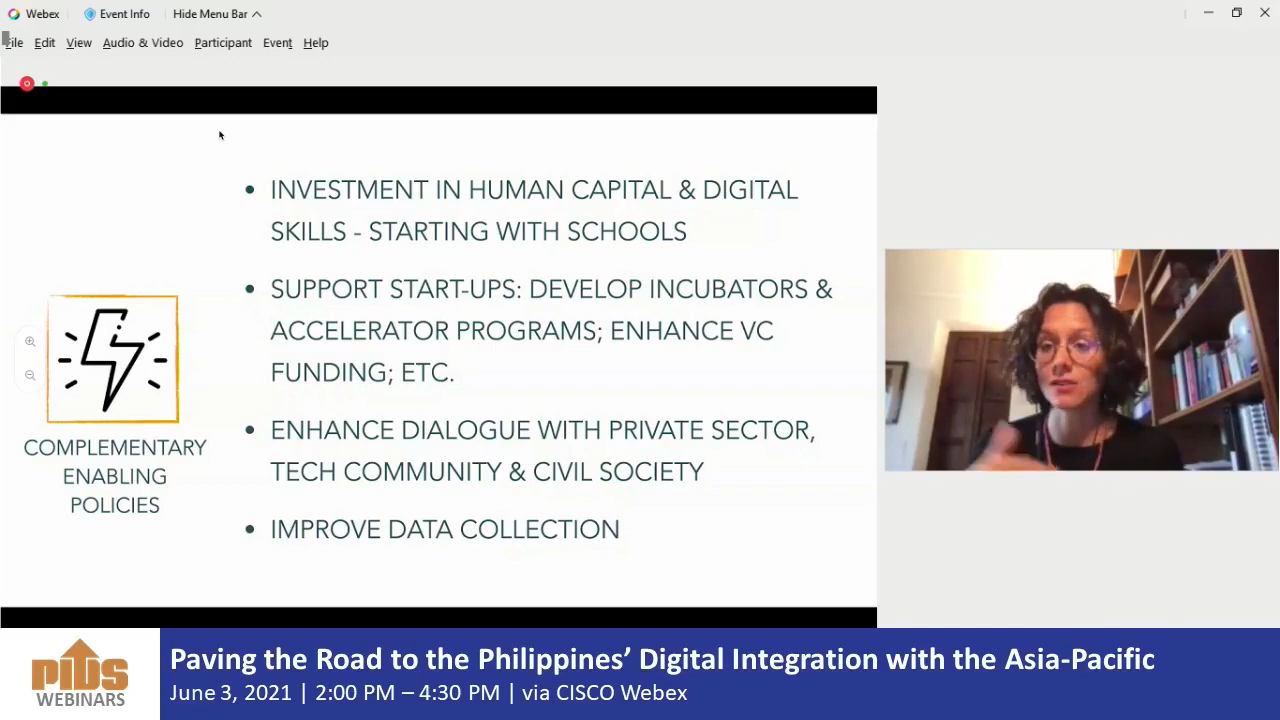 Webex Event Info Hide Menu Bar
File Edit View Audio & Video Participant Event Help
INVESTMENT IN HUMAN CAPITAL & DIGITAL
SKILLS - STARTING WITH SCHOOLS
SUPPORT START-UPS: DEVELOP INCUBATORS &
ACCELERATOR PROGRAMS; ENHANCE VC
FUNDING; ETC.
ENHANCE DIALOGUE WITH PRIVATE SECTOR,
TECH COMMUNITY & CIVIL SOCIETY
IMPROVE DATA COLLECTION
COMPLEMENTARY
ENABLING
POLICIES
PIDS
WEBINARS
Paving the Road to the Philippines' Digital Integration with the Asia-Pacific
June 3, 2021 | 2:00 PM – 4:30 PM | via CISCO Webex